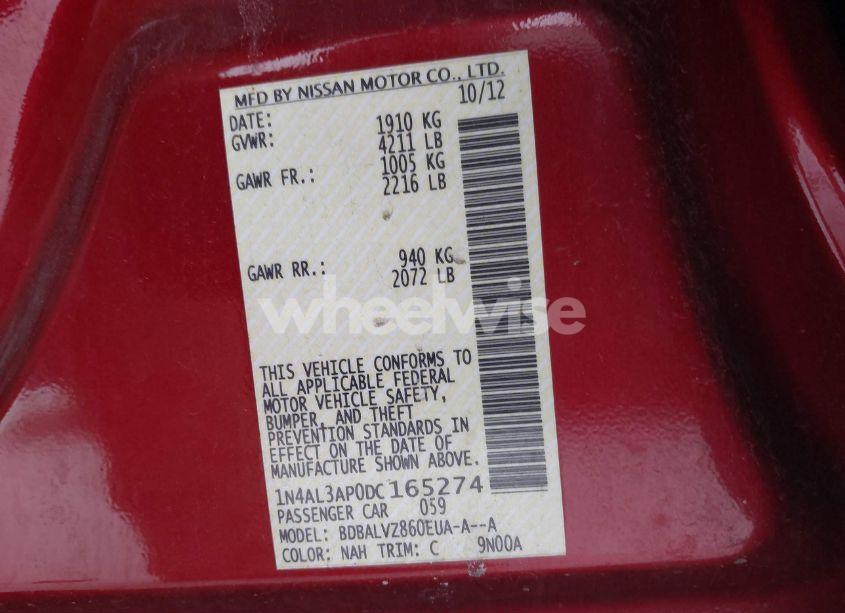 MFD BY NISSAN MOTOR CO., LTD.
DATE: 10/12
GVWR: 1910 KG
4211 LB
GAWR FR.: 1005 KG
2216 LB
GAWR RR.: 940 KG
2072 LB
wheelwise
THIS VEHICLE CONFORMS TO
ALL APPLICABLE FEDERAL
MOTOR VEHICLE SAFETY,
BUMPER, AND THEFT
PREVENTION STANDARDS IN
EFFECT ON THE DATE OF
MANUFACTURE SHOWN ABOVE.
1N4AL3AP0DC165274
PASSENGER CAR 059
MODEL: BDBALVZ860EUA-A--A
COLOR: NAH TRIM: C 9N00A